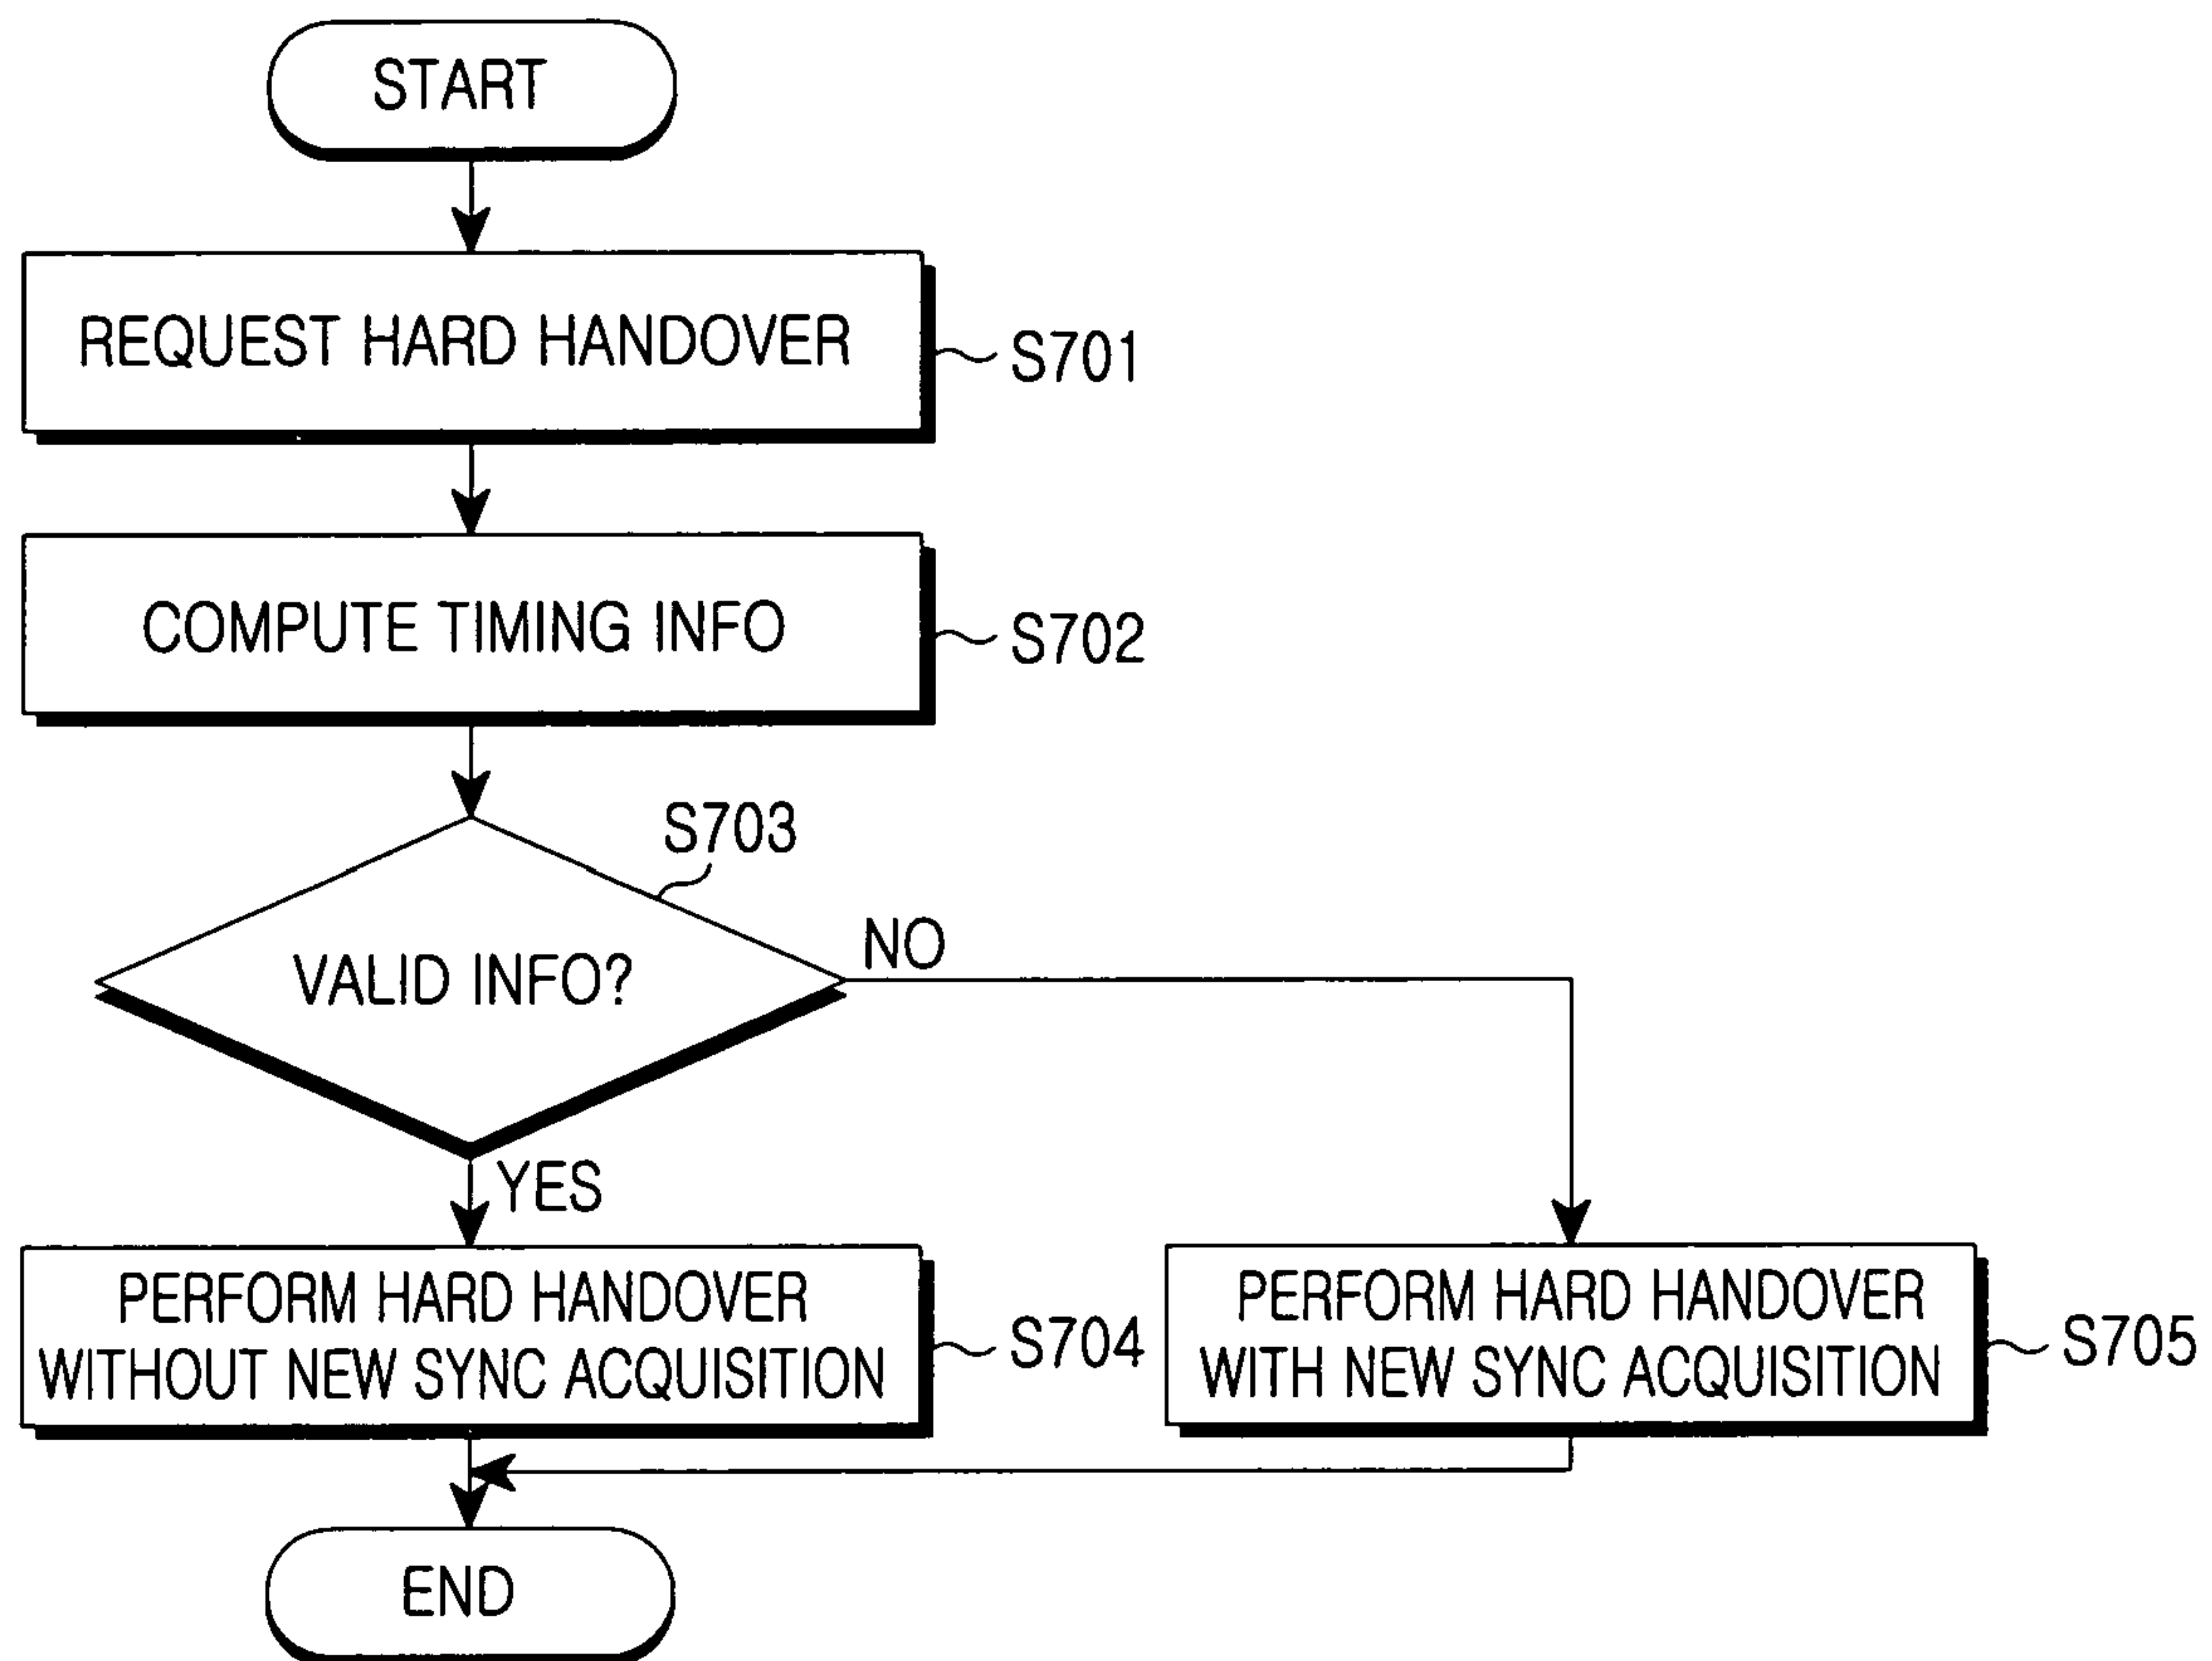 START
REQUEST HARD HANDOVER
S701
COMPUTE TIMING INFO
S702
S703
VALID INFO?
NO
YES
PERFORM HARD HANDOVER
WITHOUT NEW SYNC ACQUISITION
S704
PERFORM HARD HANDOVER
WITH NEW SYNC ACQUISITION
S705
END